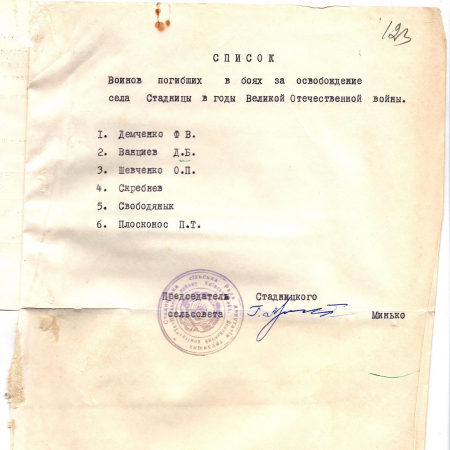 123
СПИСОК
Воинов погибших в боях за освобождение
села Стадницы в годы Великой Отечественной войны.
1. Демченко Ф В.
2. Ванциев Д.Б.
3. Шевченко О.П.
4. Скребнев
5. Свободянык
6. Плосконос П.Т.
Председатель Стадницкого
сельсовета Минько